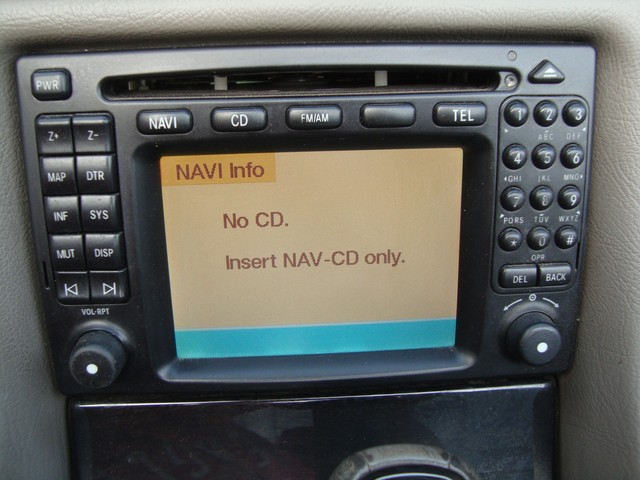 PWR
NAVI
CD
FM/AM
TEL
Z+
Z-
MAP
DTR
INF
SYS
MUT
DISP
VOL·RPT
NAVI Info
No CD.
Insert NAV-CD only.
1
2
3
ABC
DEF
4
5
6
GHI
JKL
MNO
7
8
9
PQRS
TUV
WXYZ
*
0
#
OPR
DEL
BACK